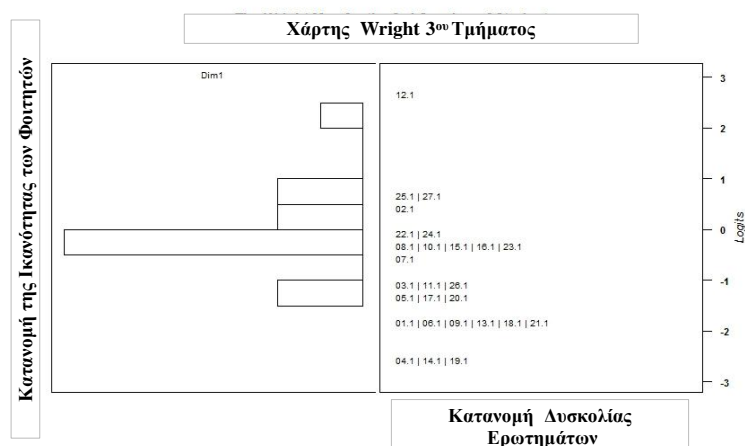 Χάρτης Wright 3ου Τμήματος
Κατανομή της Ικανότητας των Φοιτητών
Dim1
12.1
25.1 | 27.1
02.1
22.1 | 24.1
08.1 | 10.1 | 15.1 | 16.1 | 23.1
07.1
03.1 | 11.1 | 26.1
05.1 | 17.1 | 20.1
01.1 | 06.1 | 09.1 | 13.1 | 18.1 | 21.1
04.1 | 14.1 | 19.1
3
2
1
0
-1
-2
-3
Logits
Κατανομή Δυσκολίας
Ερωτημάτων